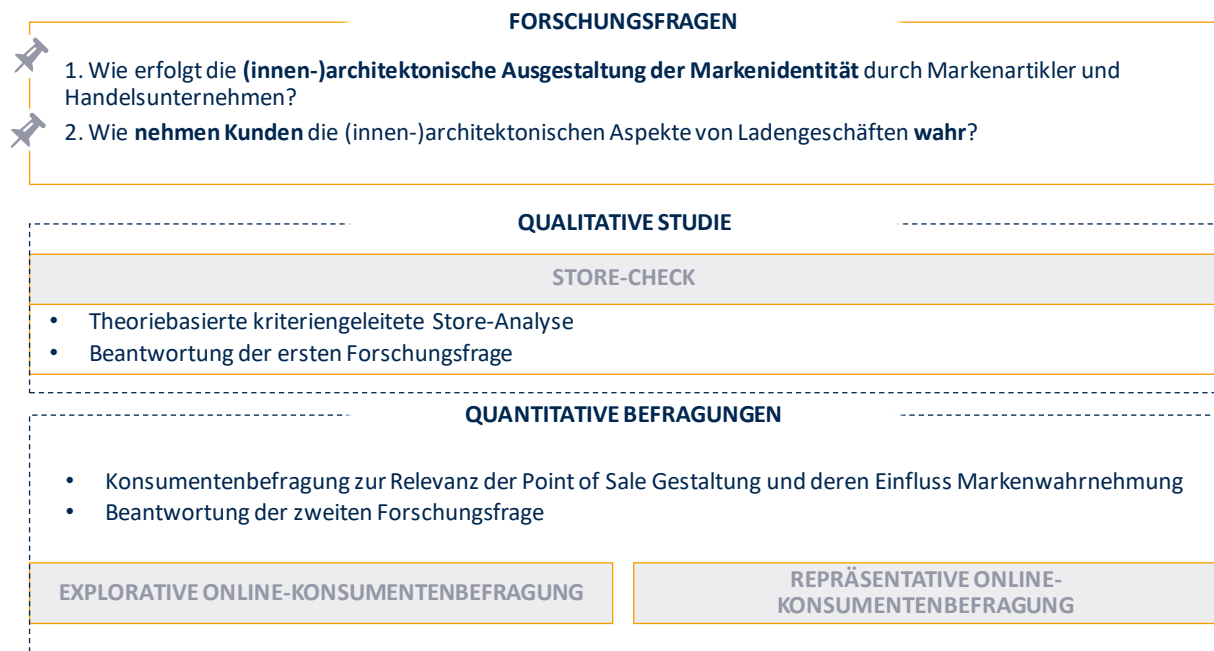 FORSCHUNGSFRAGEN
1. Wie erfolgt die (innen-)architektonische Ausgestaltung der Markenidentität durch Markenartikler und
Handelsunternehmen?
2. Wie nehmen Kunden die (innen-)architektonischen Aspekte von Ladengeschäften wahr?
QUALITATIVE STUDIE
STORE-CHECK
• Theoriebasierte kriteriengeleitete Store-Analyse
• Beantwortung der ersten Forschungsfrage
QUANTITATIVE BEFRAGUNGEN
• Konsumentenbefragung zur Relevanz der Point of Sale Gestaltung und deren Einfluss Markenwahrnehmung
• Beantwortung der zweiten Forschungsfrage
EXPLORATIVE ONLINE-KONSUMENTENBEFRAGUNG
REPRÄSENTATIVE ONLINE-
KONSUMENTENBEFRAGUNG